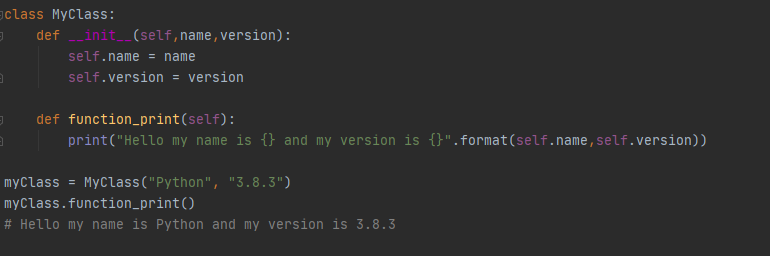 class MyClass:
    def __init__(self,name,version):
        self.name = name
        self.version = version
    def function_print(self):
        print("Hello my name is {} and my version is {}".format(self.name,self.version))
myClass = MyClass("Python", "3.8.3")
myClass.function_print()
# Hello my name is Python and my version is 3.8.3